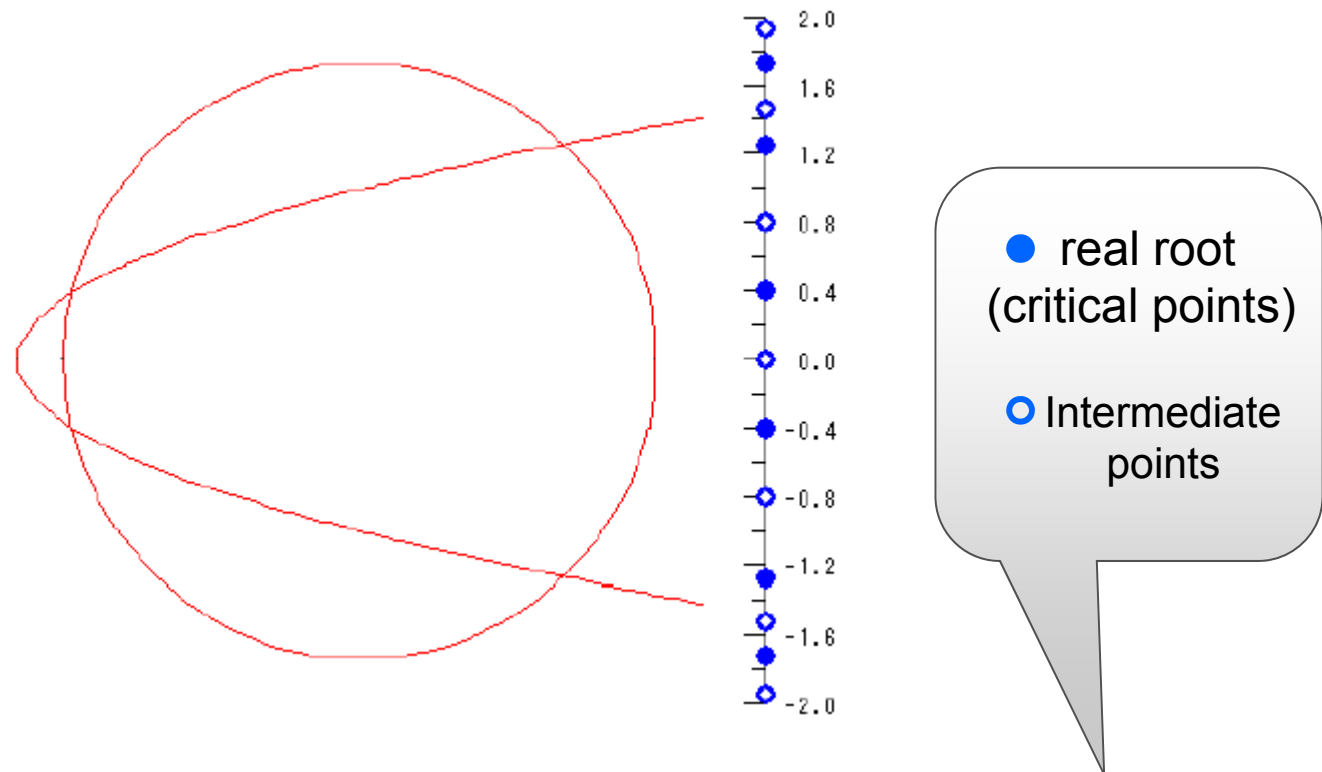 2.0
1.6
1.2
0.8
0.4
0.0
-0.4
-0.8
-1.2
-1.6
-2.0
real root
(critical points)
Intermediate
points